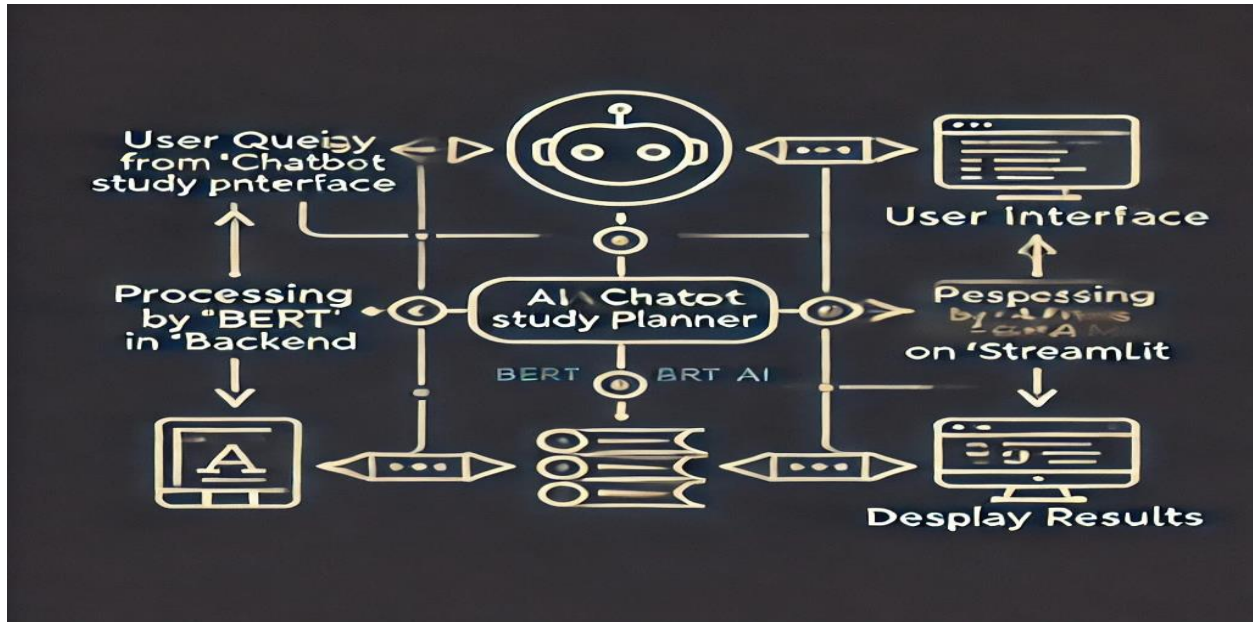 User Queisy
from 'Chatbot
study pnterface
User Interface
Processing
by "BERT'
in 'Backend
AI Chatot
study Planner
Pespcessing
on 'StreamLit
BERT
BRT AI
A
Desplay Results